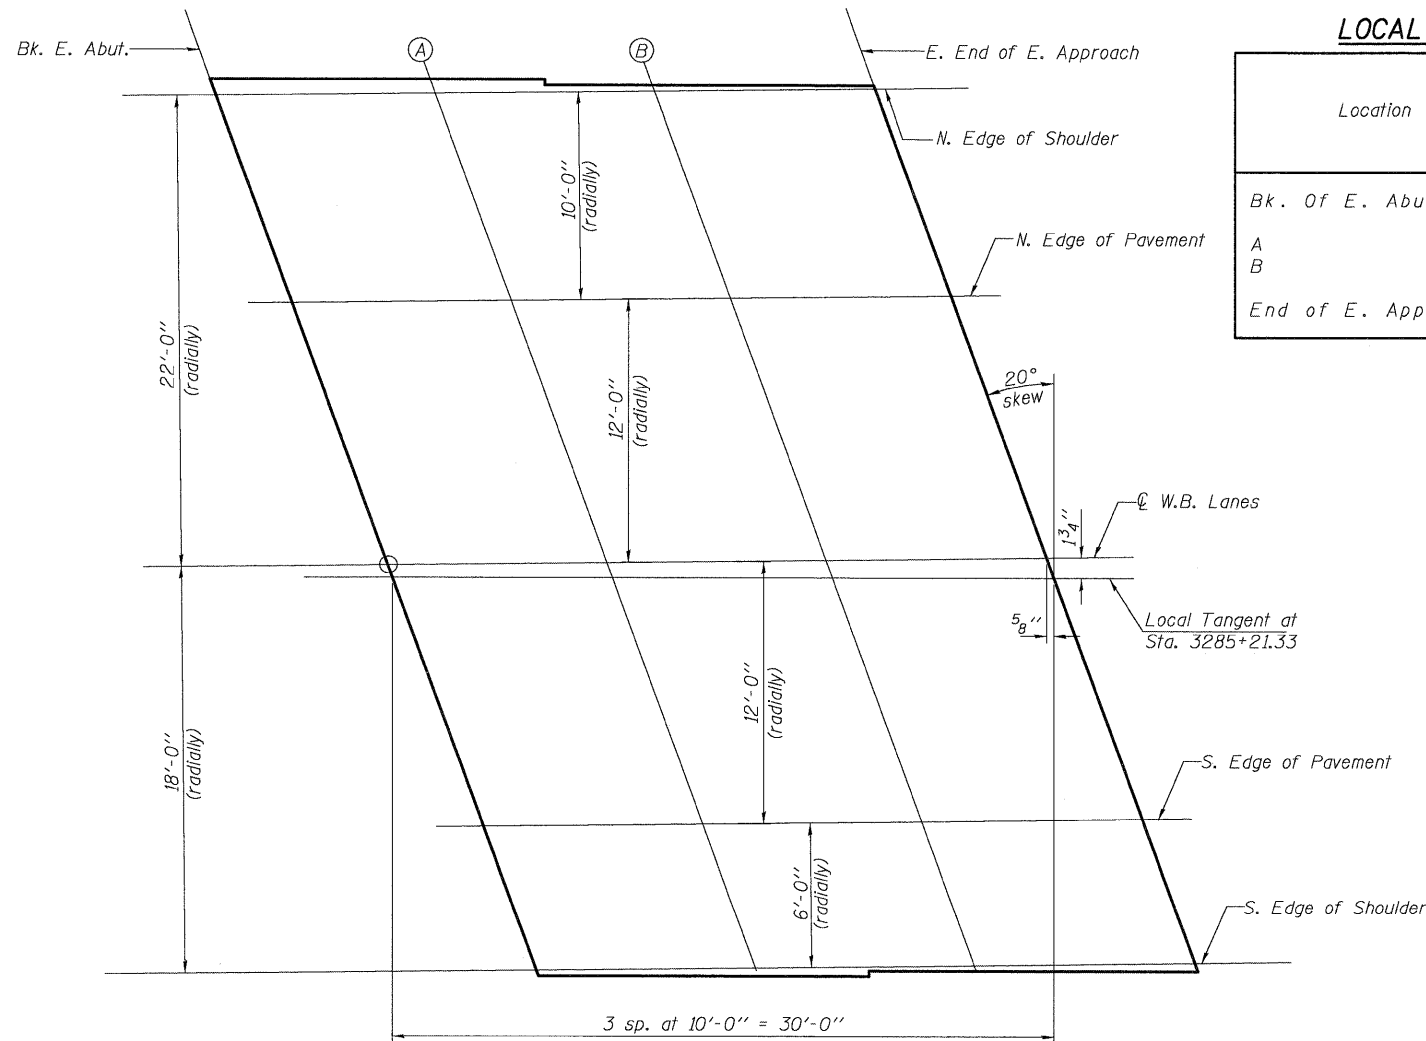 LOCAL
Bk. E. Abut.
A
B
E. End of E. Approach
Location
N. Edge of Shoulder
10'-0"
(radially)
Bk. Of E. Abu
A
B
End of E. App
N. Edge of Pavement
22'-0"
(radially)
12'-0"
(radially)
20°
skew
℄ W.B. Lanes
1 3/4"
5/8"
Local Tangent at
Sta. 3285+21.33
12'-0"
(radially)
18'-0"
(radially)
S. Edge of Pavement
6'-0"
(radially)
S. Edge of Shoulder
3 sp. at 10'-0" = 30'-0"